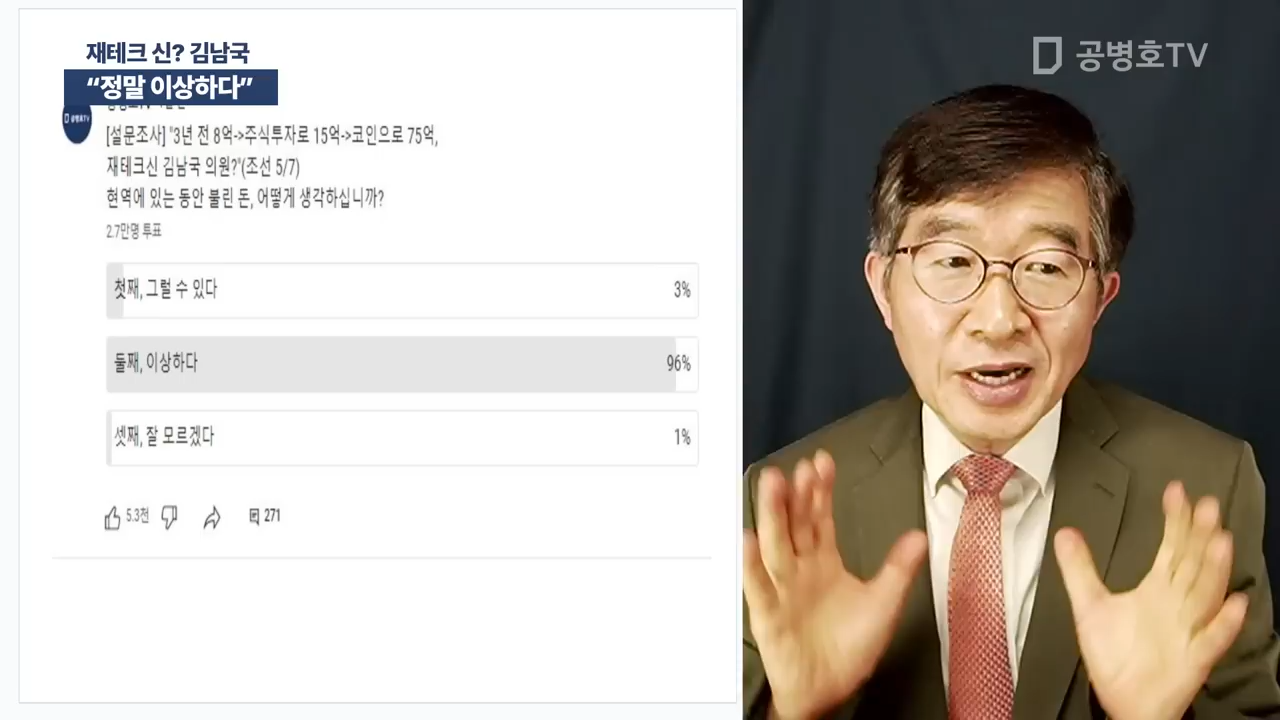 재테크 신? 김남국
“정말 이상하다”
공병호TV
[설문조사] "3년 전 8억->주식투자로 15억->코인으로 75억,
재테크신 김남국 의원?"(조선 5/7)
현역에 있는 동안 불린 돈, 어떻게 생각하십니까?
2.7만명 투표
첫째, 그럴 수 있다 3%
둘째, 이상하다 96%
셋째, 잘 모르겠다 1%
5.3천 271
공병호TV